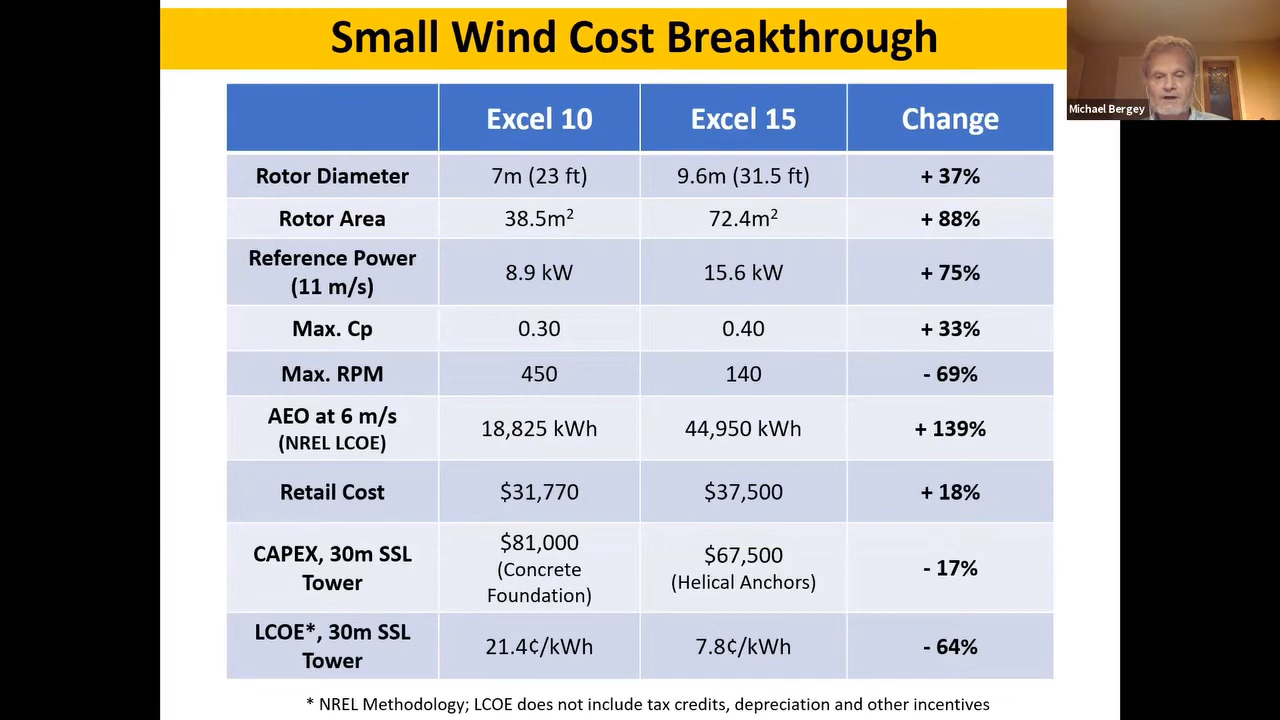 Small Wind Cost Breakthrough
Michael Bergey
Excel 10 Excel 15 Change
Rotor Diameter 7m (23 ft) 9.6m (31.5 ft) + 37%
Rotor Area 38.5m² 72.4m² + 88%
Reference Power
(11 m/s) 8.9 kW 15.6 kW + 75%
Max. Cp 0.30 0.40 + 33%
Max. RPM 450 140 - 69%
AEO at 6 m/s
(NREL LCOE) 18,825 kWh 44,950 kWh + 139%
Retail Cost $31,770 $37,500 + 18%
CAPEX, 30m SSL
Tower
$81,000
(Concrete
Foundation)
$67,500
(Helical Anchors)
- 17%
LCOE*, 30m SSL
Tower 21.4¢/kWh 7.8¢/kWh - 64%
* NREL Methodology; LCOE does not include tax credits, depreciation and other incentives